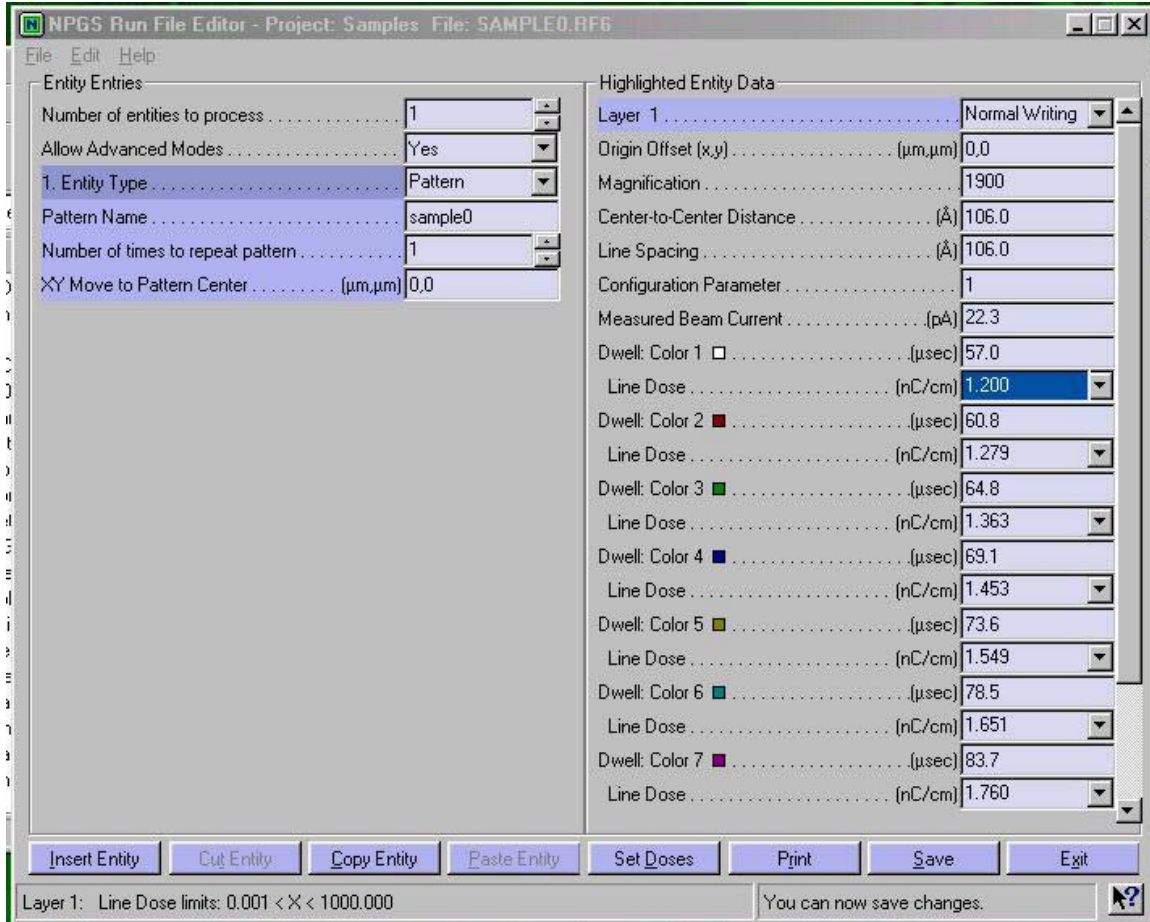 NPGS Run File Editor - Project: Samples File: SAMPLE0.RF6
File Edit Help
Entity Entries
Number of entities to process . . . . . . . . . . . . . . 1
Allow Advanced Modes . . . . . . . . . . . . . . . . . . Yes
1. Entity Type . . . . . . . . . . . . . . . . . . . . . . . . . . Pattern
Pattern Name . . . . . . . . . . . . . . . . . . . . . . . . . sample0
Number of times to repeat pattern . . . . . . . . . . . 1
XY Move to Pattern Center . . . . . . . . . (µm,µm) 0,0
Highlighted Entity Data
Layer 1 . . . . . . . . . . . . . . . . . . . . . . . . . . . . . . . Normal Writing
Origin Offset (x,y) . . . . . . . . . . . . . . . . . (µm,µm) 0,0
Magnification . . . . . . . . . . . . . . . . . . . . . . . . . . 1900
Center-to-Center Distance . . . . . . . . . . . . . . (Å) 106.0
Line Spacing . . . . . . . . . . . . . . . . . . . . . . . . . (Å) 106.0
Configuration Parameter . . . . . . . . . . . . . . . . . . 1
Measured Beam Current . . . . . . . . . . . . . . (pA) 22.3
Dwell: Color 1 . . . . . . . . . . . . . . . . . . . (µsec) 57.0
Line Dose . . . . . . . . . . . . . . . . . . . . (nC/cm) 1.200
Dwell: Color 2 . . . . . . . . . . . . . . . . . . . (µsec) 60.8
Line Dose . . . . . . . . . . . . . . . . . . . . (nC/cm) 1.279
Dwell: Color 3 . . . . . . . . . . . . . . . . . . . (µsec) 64.8
Line Dose . . . . . . . . . . . . . . . . . . . . (nC/cm) 1.363
Dwell: Color 4 . . . . . . . . . . . . . . . . . . . (µsec) 69.1
Line Dose . . . . . . . . . . . . . . . . . . . . (nC/cm) 1.453
Dwell: Color 5 . . . . . . . . . . . . . . . . . . . (µsec) 73.6
Line Dose . . . . . . . . . . . . . . . . . . . . (nC/cm) 1.549
Dwell: Color 6 . . . . . . . . . . . . . . . . . . . (µsec) 78.5
Line Dose . . . . . . . . . . . . . . . . . . . . (nC/cm) 1.651
Dwell: Color 7 . . . . . . . . . . . . . . . . . . . (µsec) 83.7
Line Dose . . . . . . . . . . . . . . . . . . . . (nC/cm) 1.760
Insert Entity Cut Entity Copy Entity Paste Entity Set Doses Print Save Exit
Layer 1: Line Dose limits: 0.001 < X < 1000.000 You can now save changes.